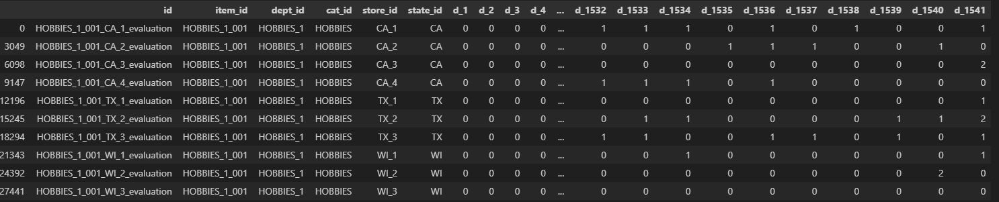 id item_id dept_id cat_id store_id state_id d_1 d_2 d_3 d_4 ... d_1532 d_1533 d_1534 d_1535 d_1536 d_1537 d_1538 d_1539 d_1540 d_1541
0 HOBBIES_1_001_CA_1_evaluation HOBBIES_1_001 HOBBIES_1 HOBBIES CA_1 CA 0 0 0 0 ... 1 1 1 0 1 0 1 0 0 1
3049 HOBBIES_1_001_CA_2_evaluation HOBBIES_1_001 HOBBIES_1 HOBBIES CA_2 CA 0 0 0 0 ... 0 0 0 1 1 1 0 0 1 0
6098 HOBBIES_1_001_CA_3_evaluation HOBBIES_1_001 HOBBIES_1 HOBBIES CA_3 CA 0 0 0 0 ... 0 0 0 0 0 0 0 0 0 2
9147 HOBBIES_1_001_CA_4_evaluation HOBBIES_1_001 HOBBIES_1 HOBBIES CA_4 CA 0 0 0 0 ... 1 1 1 0 1 0 0 0 0 0
12196 HOBBIES_1_001_TX_1_evaluation HOBBIES_1_001 HOBBIES_1 HOBBIES TX_1 TX 0 0 0 0 ... 0 0 0 0 0 0 0 0 0 1
15245 HOBBIES_1_001_TX_2_evaluation HOBBIES_1_001 HOBBIES_1 HOBBIES TX_2 TX 0 0 0 0 ... 0 1 1 0 0 0 0 1 1 2
18294 HOBBIES_1_001_TX_3_evaluation HOBBIES_1_001 HOBBIES_1 HOBBIES TX_3 TX 0 0 0 0 ... 1 1 0 0 1 1 0 1 0 1
21343 HOBBIES_1_001_WI_1_evaluation HOBBIES_1_001 HOBBIES_1 HOBBIES WI_1 WI 0 0 0 0 ... 0 0 1 0 0 0 0 0 0 1
24392 HOBBIES_1_001_WI_2_evaluation HOBBIES_1_001 HOBBIES_1 HOBBIES WI_2 WI 0 0 0 0 ... 0 0 0 0 0 0 0 0 2 0
27441 HOBBIES_1_001_WI_3_evaluation HOBBIES_1_001 HOBBIES_1 HOBBIES WI_3 WI 0 0 0 0 ... 0 0 0 0 0 0 0 0 0 0